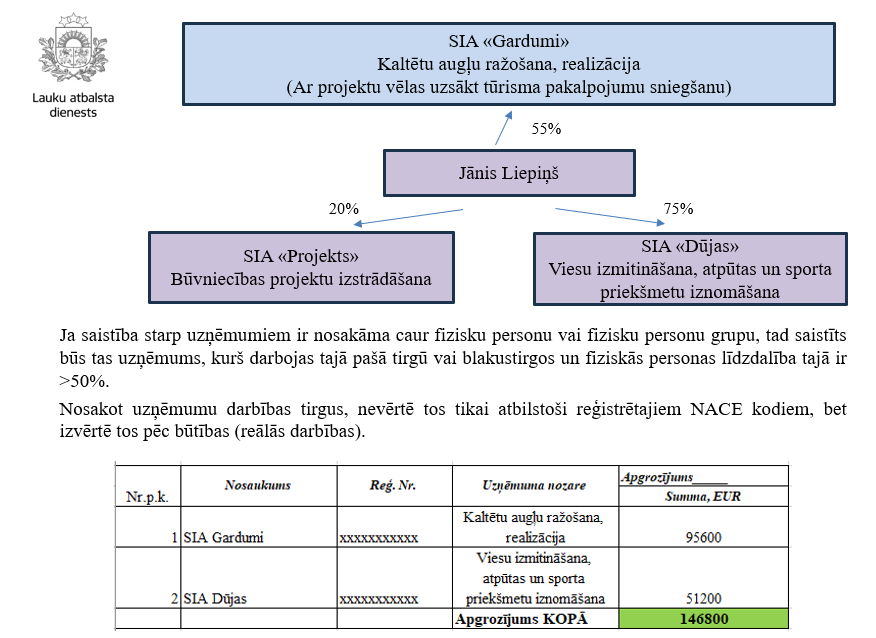 Lauku atbalsta
dienests
SIA «Gardumi»
Kaltētu augļu ražošana, realizācija
(Ar projektu vēlas uzsākt tūrisma pakalpojumu sniegšanu)
55%
Jānis Liepiņš
20%
75%
SIA «Projekts»
Būvniecības projektu izstrādāšana
SIA «Dūjas»
Viesu izmitināšana, atpūtas un sporta
priekšmetu iznomāšana
Ja saistība starp uzņēmumiem ir nosakāma caur fizisku personu vai fizisku personu grupu, tad saistīts
būs tas uzņēmums, kurš darbojas tajā pašā tirgū vai blakustirgos un fiziskās personas līdzdalība tajā ir
>50%.
Nosakot uzņēmumu darbības tirgus, nevērtē tos tikai atbilstoši reģistrētajiem NACE kodiem, bet
izvērtē tos pēc būtības (reālās darbības).
Nr.p.k. Nosaukums Reģ. Nr. Uzņēmuma nozare Apgrozījums_____
Summa, EUR
Kaltētu augļu ražošana,
1 SIA Gardumi xxxxxxxxxxx realizācija 95600
Viesu izmitināšana,
atpūtas un sporta
2 SIA Dūjas xxxxxxxxxxx priekšmetu iznomāšana 51200
Apgrozījums KOPĀ 146800